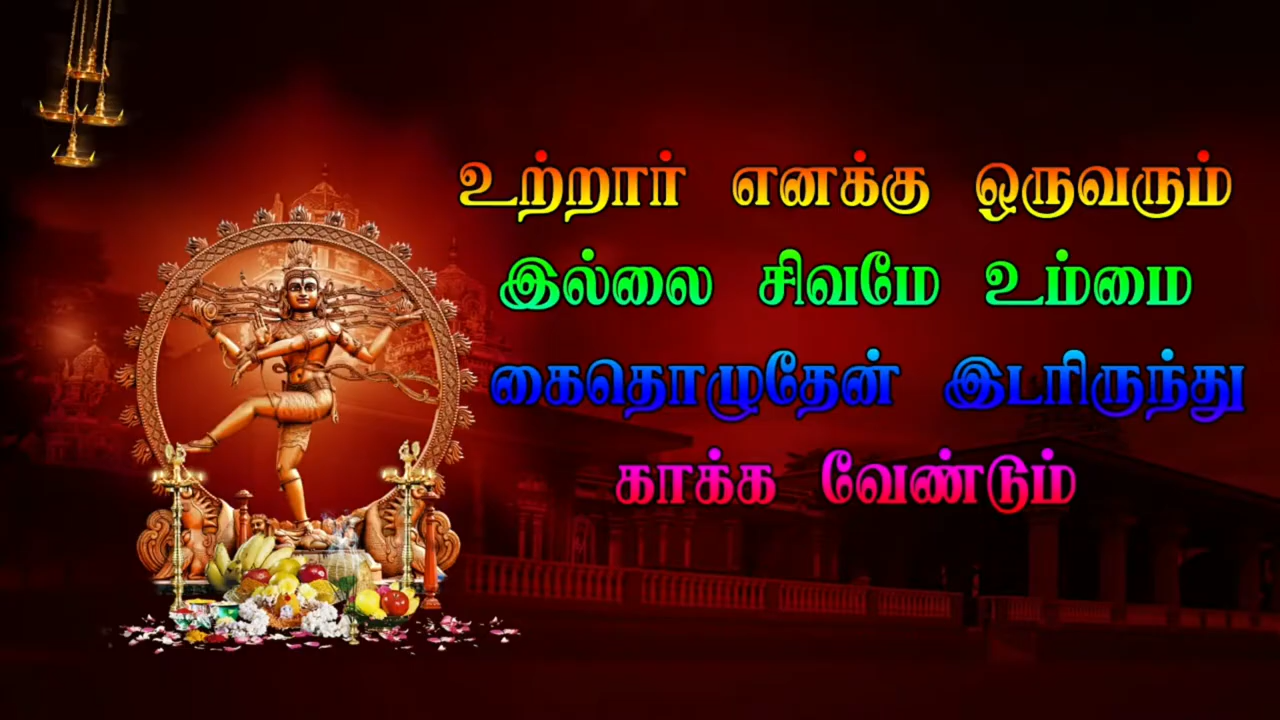 உற்றார் எனக்கு ஒருவரும்
இல்லை சிவமே உம்மை
கைதொழுதேன் இடரிருந்து
காக்க வேண்டும்